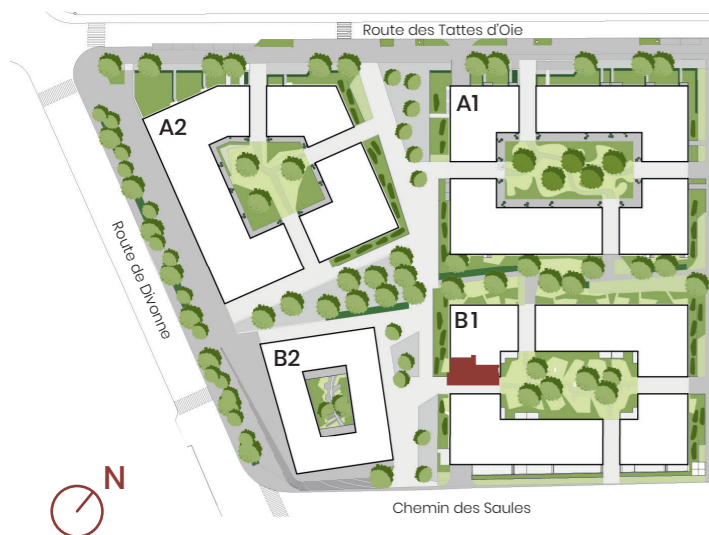 Route des Tattes d'Oie
A2
A1
Route de Divonne
B1
B2
N
Chemin des Saules